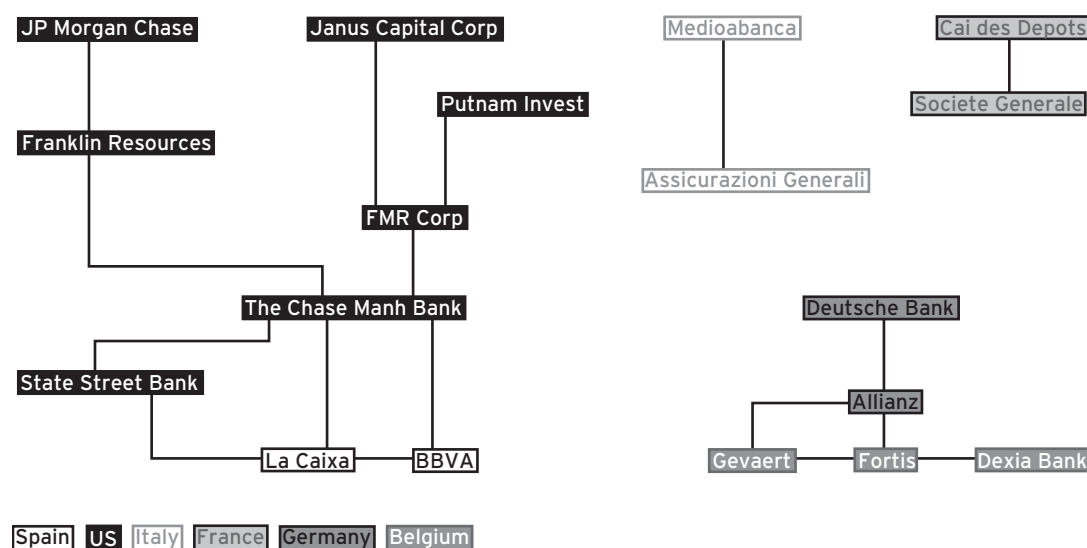 JP Morgan Chase
Janus Capital Corp
Medioabanca
Cai des Depots
Putnam Invest
Societe Generale
Franklin Resources
Assicurazioni Generali
FMR Corp
The Chase Manh Bank
Deutsche Bank
State Street Bank
Allianz
La Caixa
BBVA
Gevaert
Fortis
Dexia Bank
Spain
US
Italy
France
Germany
Belgium